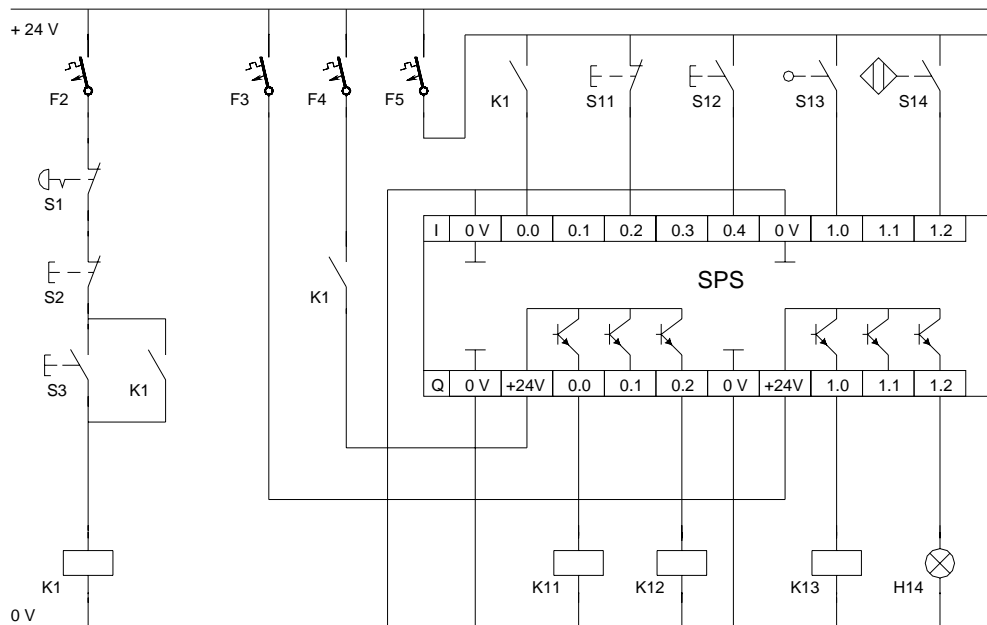 + 24 V
F2 F3 F4 F5 K1 S11 S12 S13 S14
S1
I 0 V 0.0 0.1 0.2 0.3 0.4 0 V 1.0 1.1 1.2
S2
K1
SPS
S3 K1
Q 0 V +24V 0.0 0.1 0.2 0 V +24V 1.0 1.1 1.2
K1 K11 K12 K13 H14
0 V